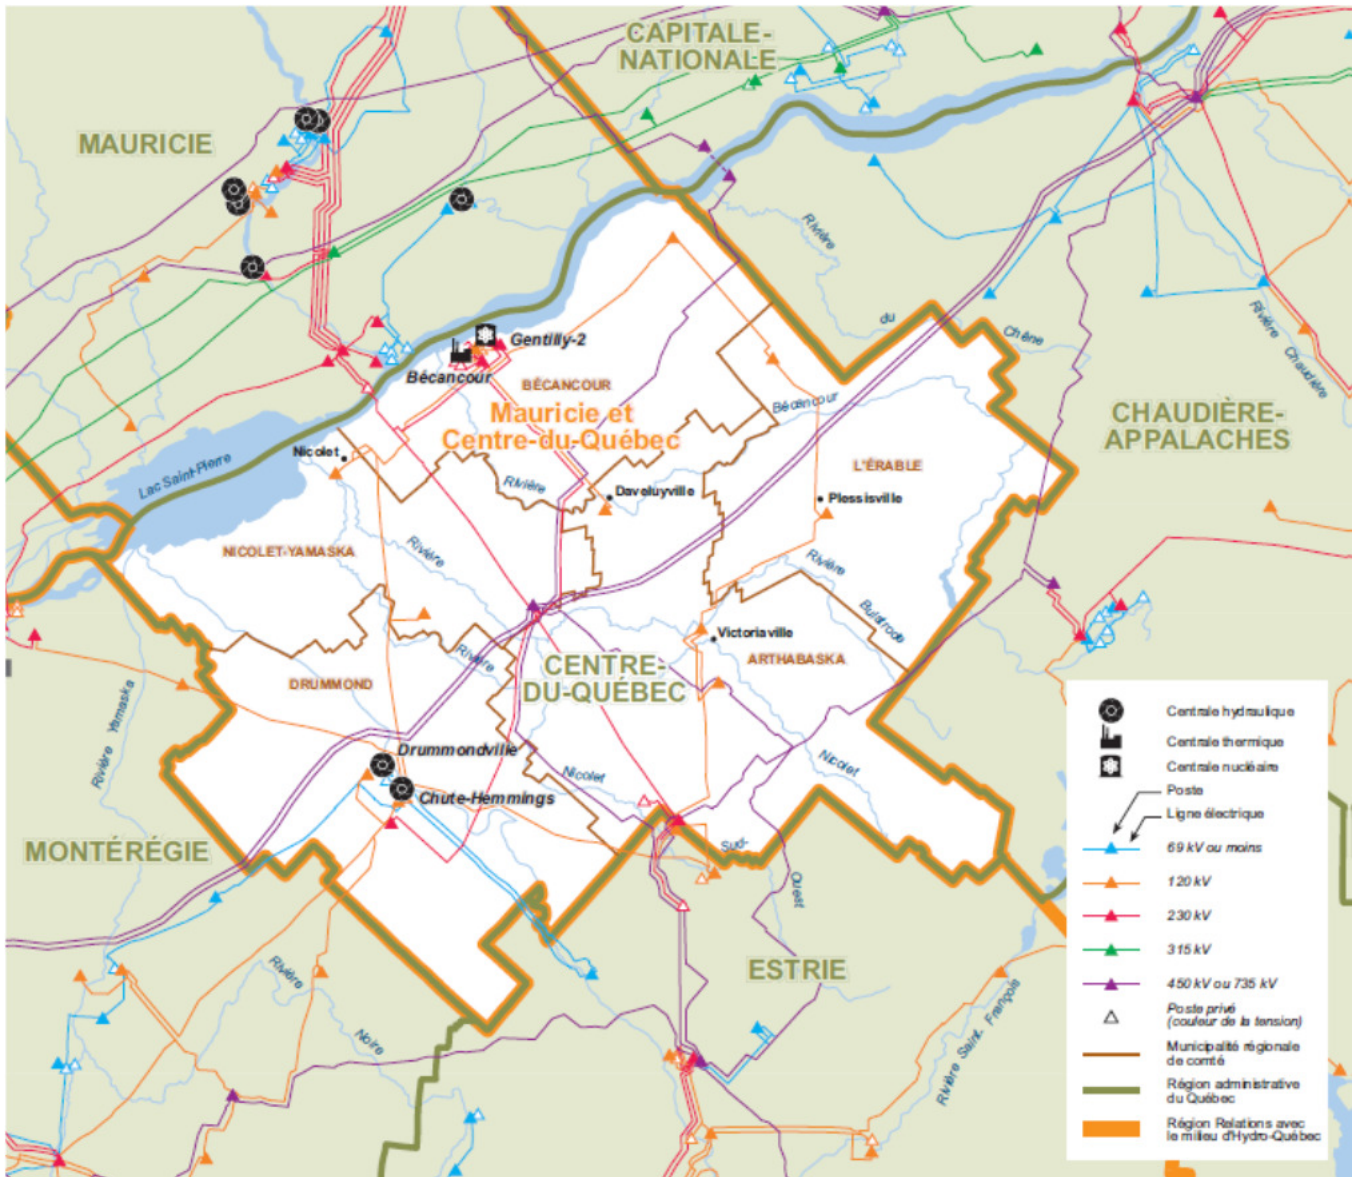 CAPITALE-
NATIONALE
MAURICIE
Rivière
du
Chêne
Rivière Chaudière
Gentilly-2
Bécancour
BÉCANCOUR
Mauricie et
Centre-du-Québec
Bécancour
CHAUDIÈRE-
APPALACHES
Nicolet
Lac Saint-Pierre
Rivière
Daveluyville
L'ÉRABLE
Plessisville
NICOLET-YAMASKA
Rivière
Rivière
Bulstrode
Victoriaville
ARTHABASKA
Rivière
CENTRE-
DU-QUÉBEC
DRUMMOND
Rivière Yamaska
Drummondville
Chute-Hemmings
Nicolet
Nicolet
Sud-
Ouest
MONTÉRÉGIE
ESTRIE
Rivière
Noire
Rivière Saint- François
Centrale hydraulique
Centrale thermique
Centrale nucléaire
Poste
Ligne électrique
69 kV ou moins
120 kV
230 kV
315 kV
450 kV ou 735 kV
Poste privé
(couleur de la tension)
Municipalité régionale
de comté
Région administrative
du Québec
Région Relations avec
le milieu d'Hydro-Québec